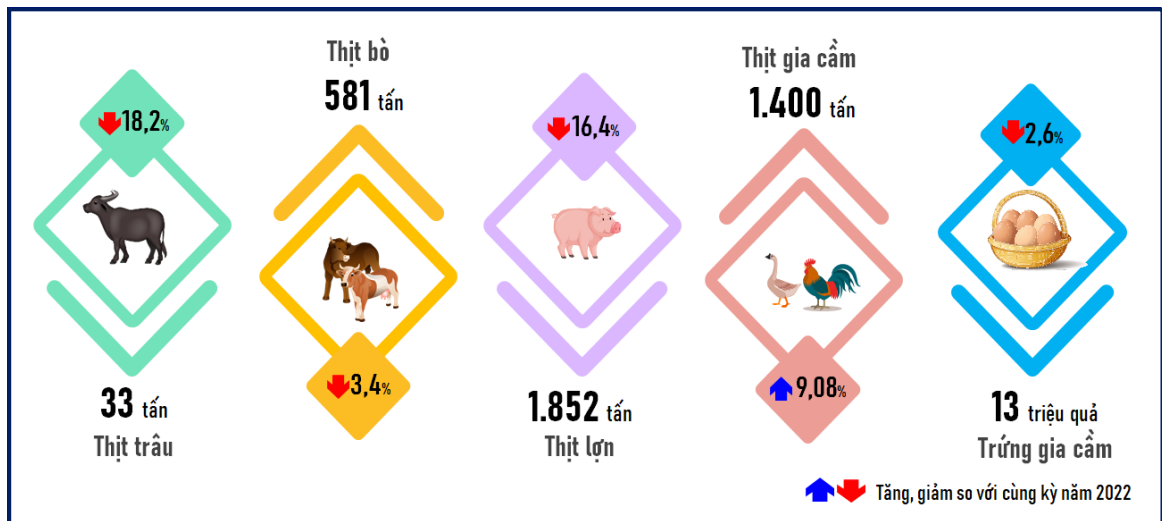 18,2%
33 tấn
Thịt trâu
Thịt bò
581 tấn
3,4%
16,4%
1.852 tấn
Thịt lợn
Thịt gia cầm
1.400 tấn
9,08%
2,6%
13 triệu quả
Trứng gia cầm
Tăng, giảm so với cùng kỳ năm 2022